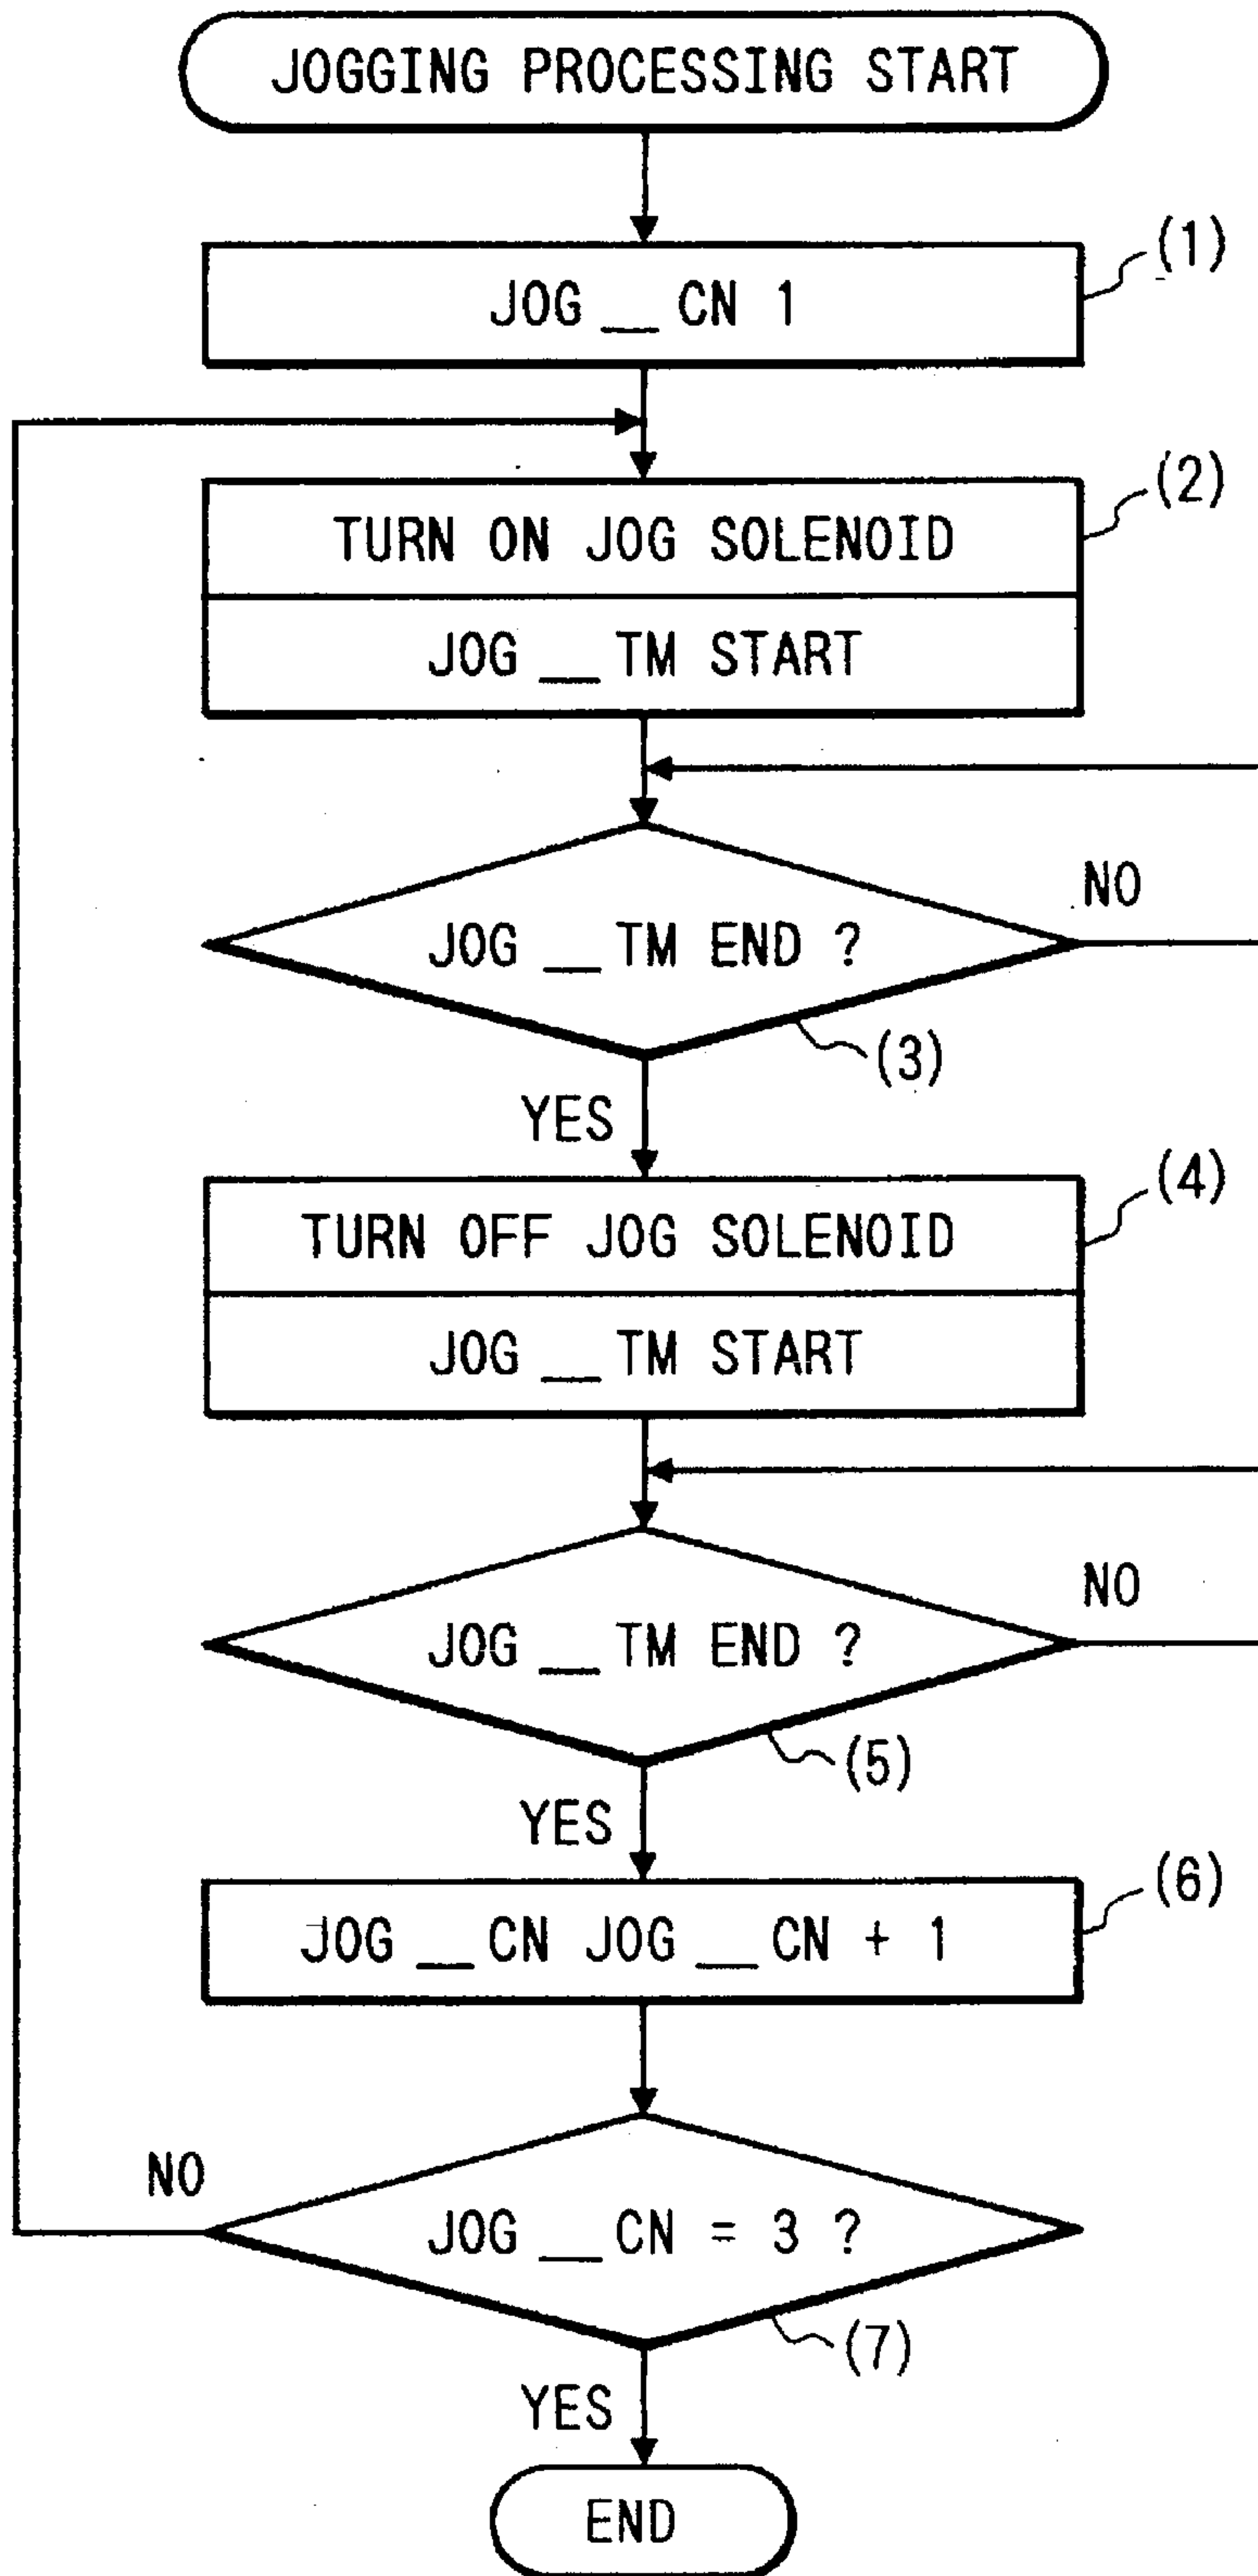 JOGGING PROCESSING START
(1)
JOG __ CN 1
(2)
TURN ON JOG SOLENOID
JOG __ TM START
NO
JOG __ TM END ?
(3)
YES
(4)
TURN OFF JOG SOLENOID
JOG __ TM START
NO
JOG __ TM END ?
(5)
YES
(6)
JOG __ CN JOG __ CN + 1
NO
JOG __ CN = 3 ?
(7)
YES
END